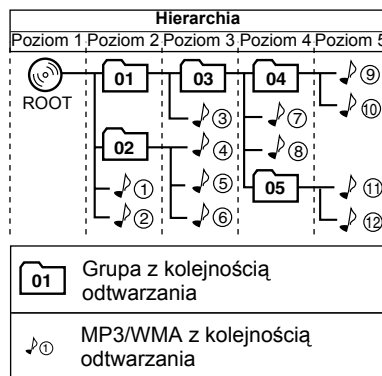 Hierarchia
Poziom 1 Poziom 2 Poziom 3 Poziom 4 Poziom 5
01 03 04 ⑨
ROOT ③ ⑦ ⑩
02 ④ ⑧
① ⑤ 05 ⑪
② ⑥ ⑫
01 Grupa z kolejnością
odtwarzania
① MP3/WMA z kolejnością
odtwarzania